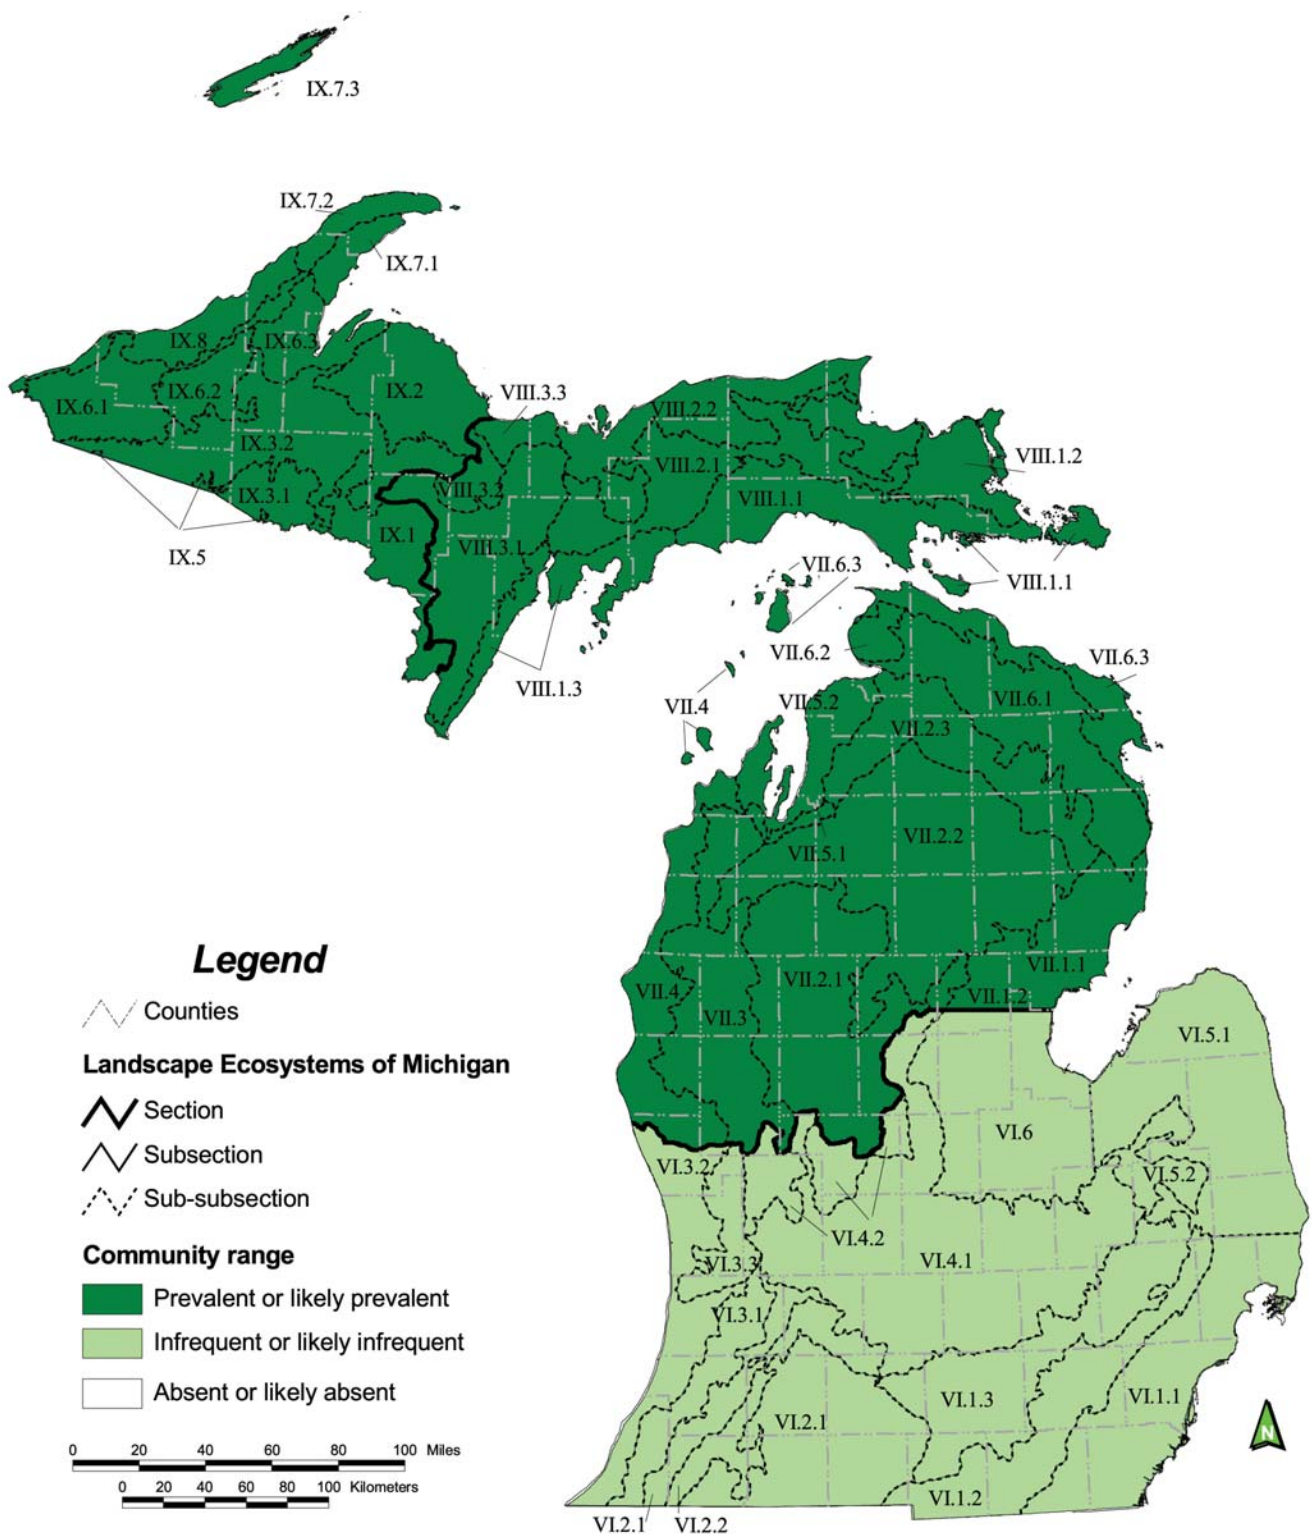 IX.7.3
IX.7.2
IX.7.1
IX.8
IX.6.3
IX.6.2
IX.2
IX.6.1
VIII.3.3
VIII.2.2
IX.3.2
VIII.1.2
VIII.2.1
VIII.3.2
IX.3.1
VIII.1.1
IX.1
VIII.3.1
IX.5
VII.6.3
VIII.1.1
VII.6.2
VII.6.3
VIII.1.3
VII.4
VII.5.2
VII.6.1
VII.2.3
VII.2.2
VII.5.1
Legend
Counties
Landscape Ecosystems of Michigan
Section
Subsection
Sub-subsection
Community range
Prevalent or likely prevalent
Infrequent or likely infrequent
Absent or likely absent
0 20 40 60 80 100 Miles
0 20 40 60 80 100 Kilometers
VII.1.1
VII.2.1
VII.4
VII.1.2
VII.3
VI.5.1
VI.6
VI.3.2
VI.5.2
VI.4.2
VI.4.1
VI.3.3
VI.3.1
VI.1.3
VI.1.1
VI.2.1
N
VI.1.2
VI.2.1
VI.2.2